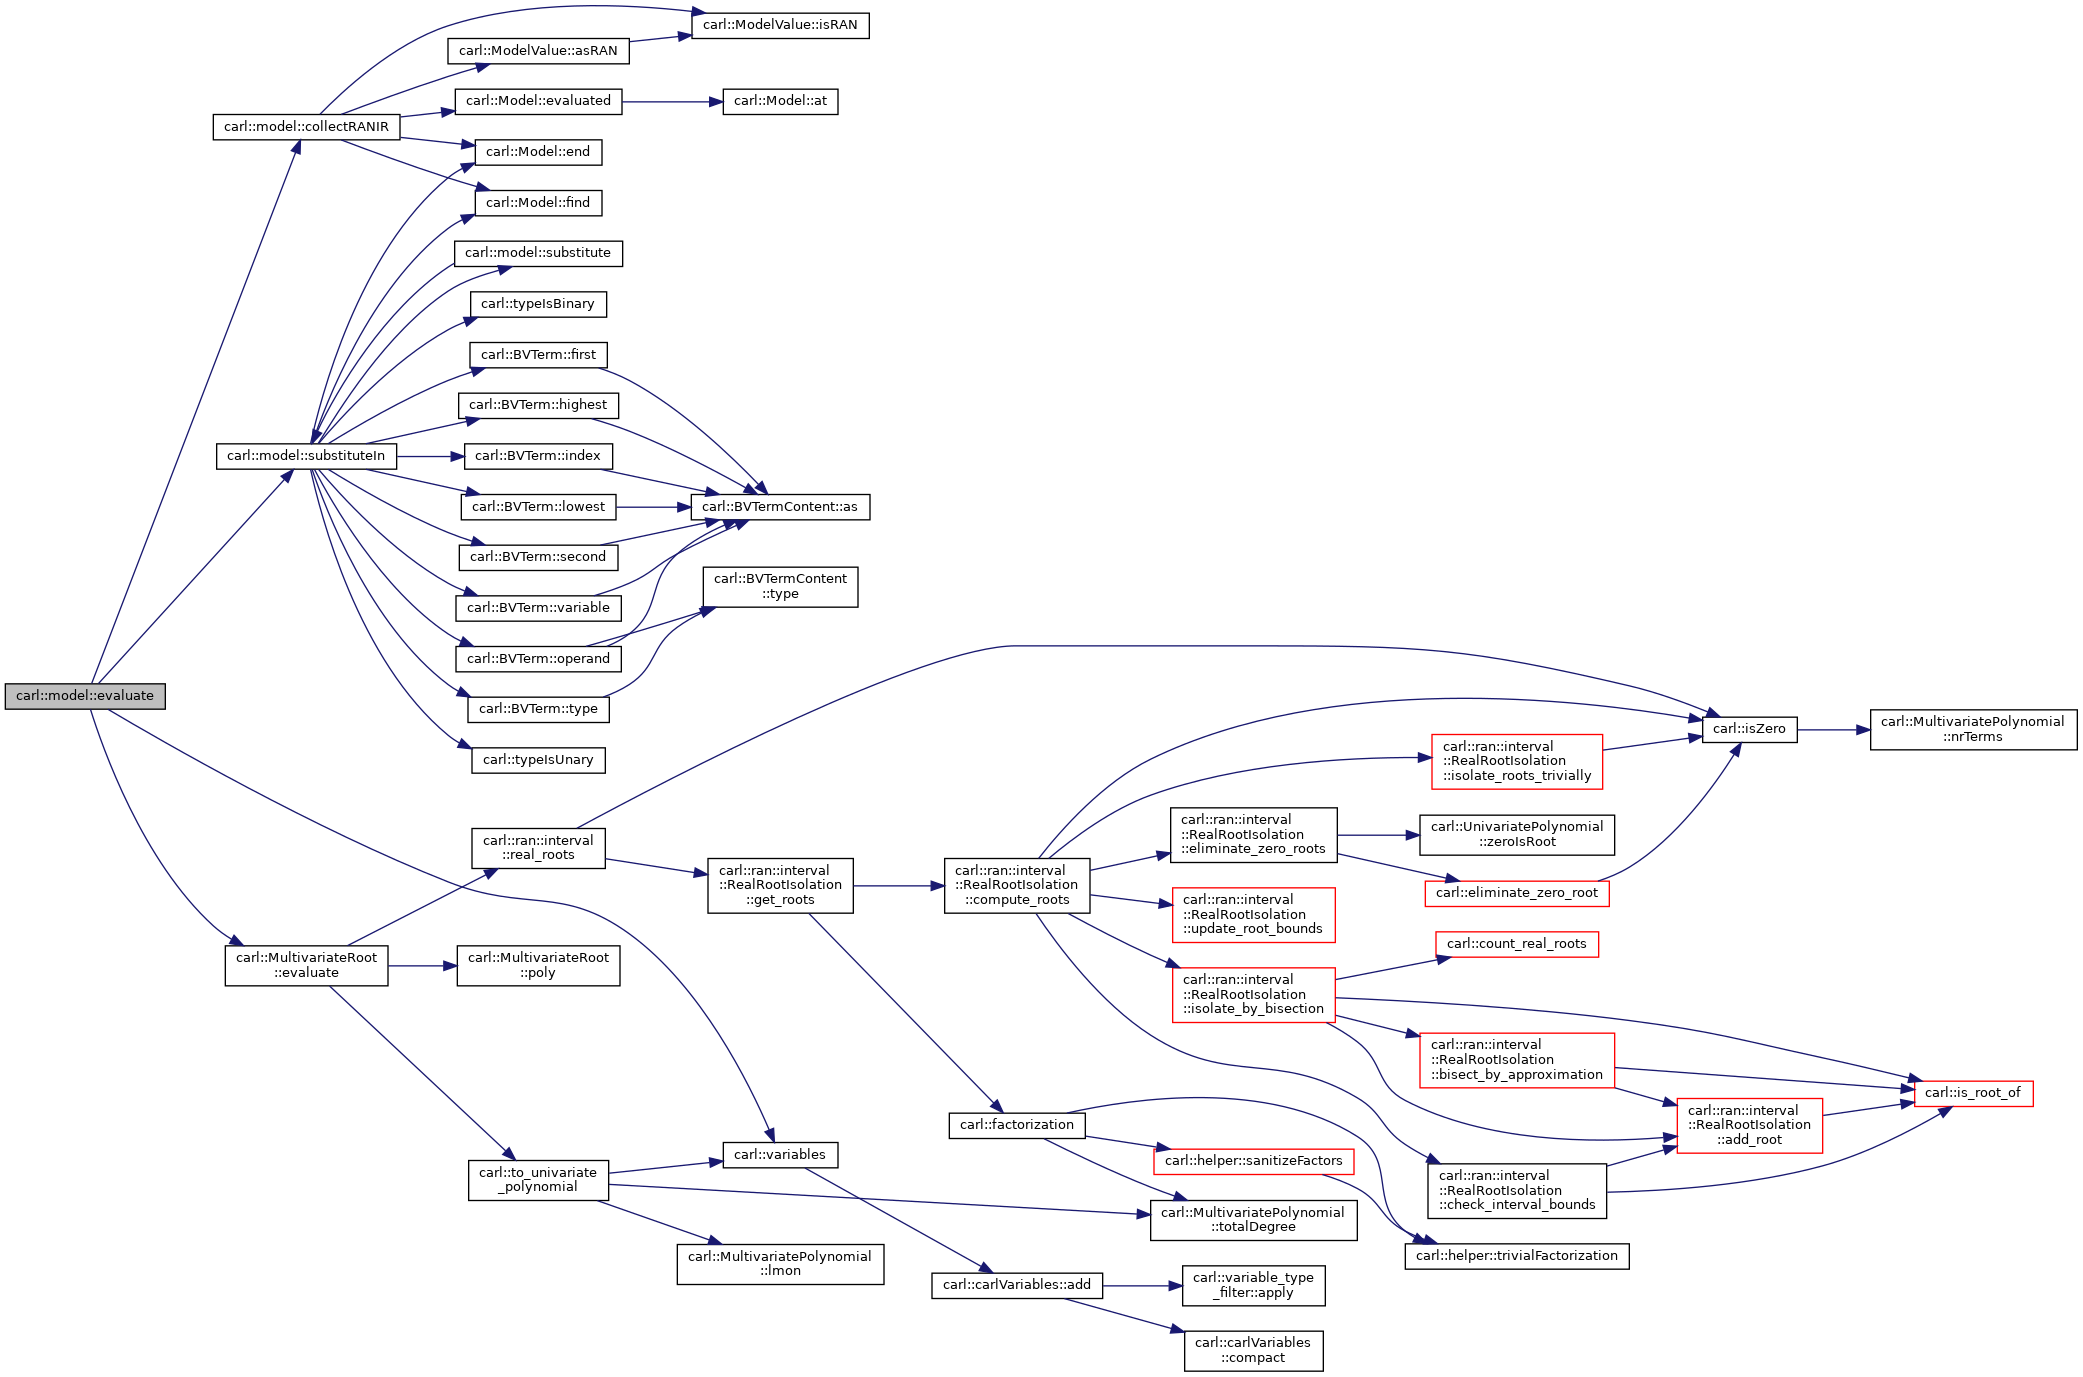 carl::model::evaluate
carl::model::collectRANIR
carl::ModelValue::isRAN
carl::ModelValue::asRAN
carl::Model::evaluated
carl::Model::at
carl::Model::end
carl::Model::find
carl::model::substitute
carl::typeIsBinary
carl::BVTerm::first
carl::BVTerm::highest
carl::model::substituteIn
carl::BVTerm::index
carl::BVTerm::lowest
carl::BVTermContent::as
carl::BVTerm::second
carl::BVTermContent
::type
carl::BVTerm::variable
carl::BVTerm::operand
carl::BVTerm::type
carl::typeIsUnary
carl::MultivariateRoot
::evaluate
carl::ran::interval
::real_roots
carl::MultivariateRoot
::poly
carl::to_univariate
_polynomial
carl::ran::interval
::RealRootIsolation
::get_roots
carl::variables
carl::MultivariatePolynomial
::lmon
carl::ran::interval
::RealRootIsolation
::compute_roots
carl::factorization
carl::carlVariables::add
carl::ran::interval
::RealRootIsolation
::eliminate_zero_roots
carl::ran::interval
::RealRootIsolation
::update_root_bounds
carl::ran::interval
::RealRootIsolation
::isolate_by_bisection
carl::helper::sanitizeFactors
carl::MultivariatePolynomial
::totalDegree
carl::variable_type
_filter::apply
carl::carlVariables
::compact
carl::ran::interval
::RealRootIsolation
::isolate_roots_trivially
carl::UnivariatePolynomial
::zeroIsRoot
carl::eliminate_zero_root
carl::count_real_roots
carl::ran::interval
::RealRootIsolation
::bisect_by_approximation
carl::ran::interval
::RealRootIsolation
::check_interval_bounds
carl::helper::trivialFactorization
carl::isZero
carl::ran::interval
::RealRootIsolation
::add_root
carl::MultivariatePolynomial
::nrTerms
carl::is_root_of